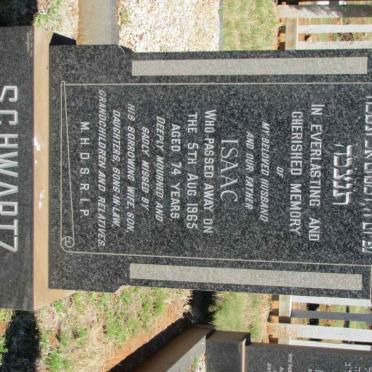 IN EVERLASTING AND
CHERISHED MEMORY
OF
MY BELOVED HUSBAND
AND OUR FATHER
ISAAC
WHO PASSED AWAY ON
THE 5TH AUG 1965
AGED 74 YEARS.
DEEPLY MOURNED AND
SADLY MISSED BY
HIS SORROWING WIFE, SON,
DAUGHTERS, SONS IN LAW,
GRANDCHILDREN AND RELATIVES.
M.H.D.S.R.I.P.
SCHWARTZ